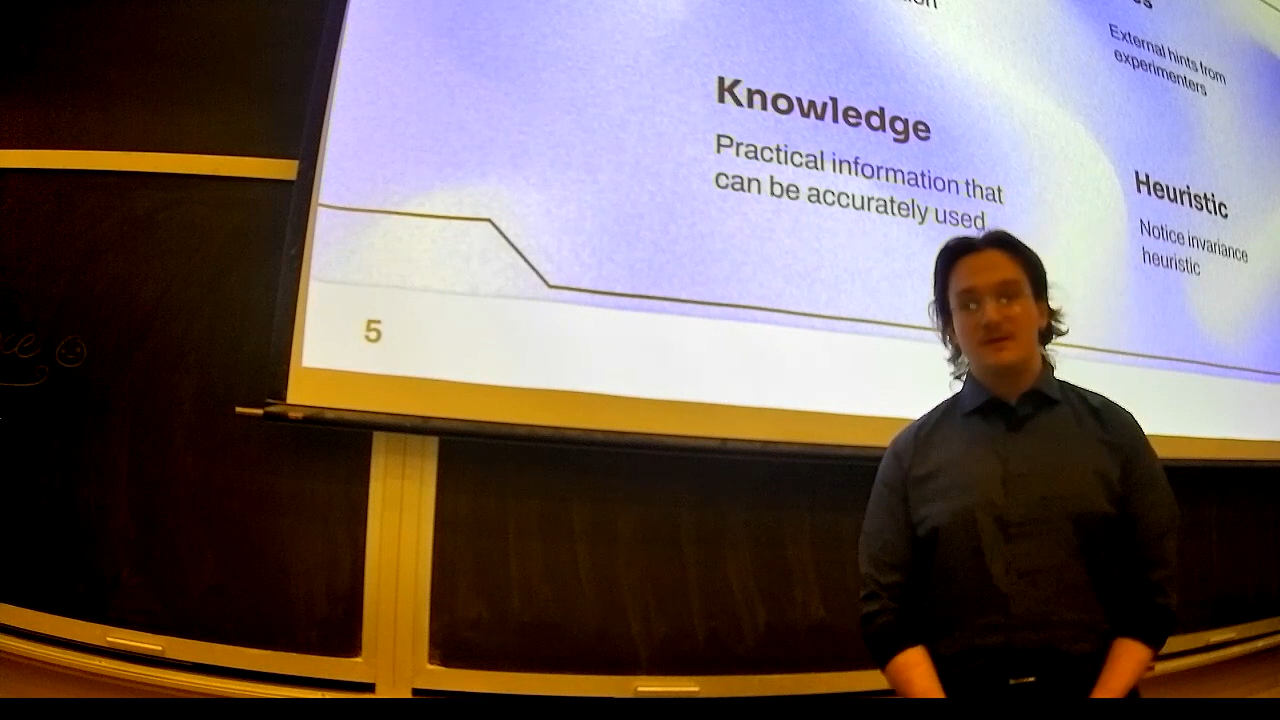 External hints from
experimenters
Knowledge
Practical information that
can be accurately used
Heuristic
Notice invariance
heuristic
5